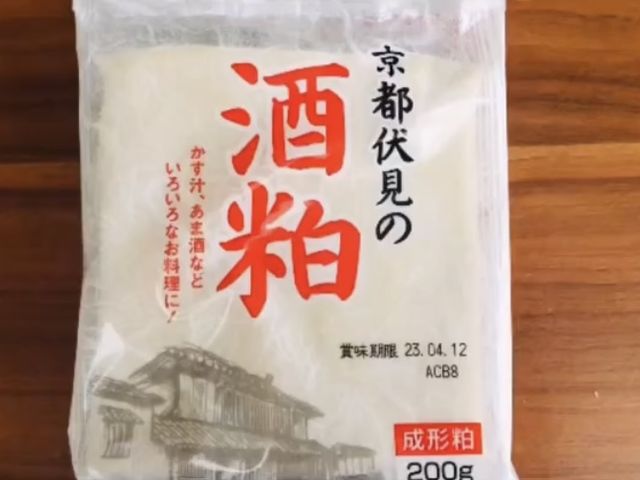 京都伏見の
酒粕
かす汁、あま酒など
いろいろなお料理に！
賞味期限 23.04.12
ACB8
成形粕
200g